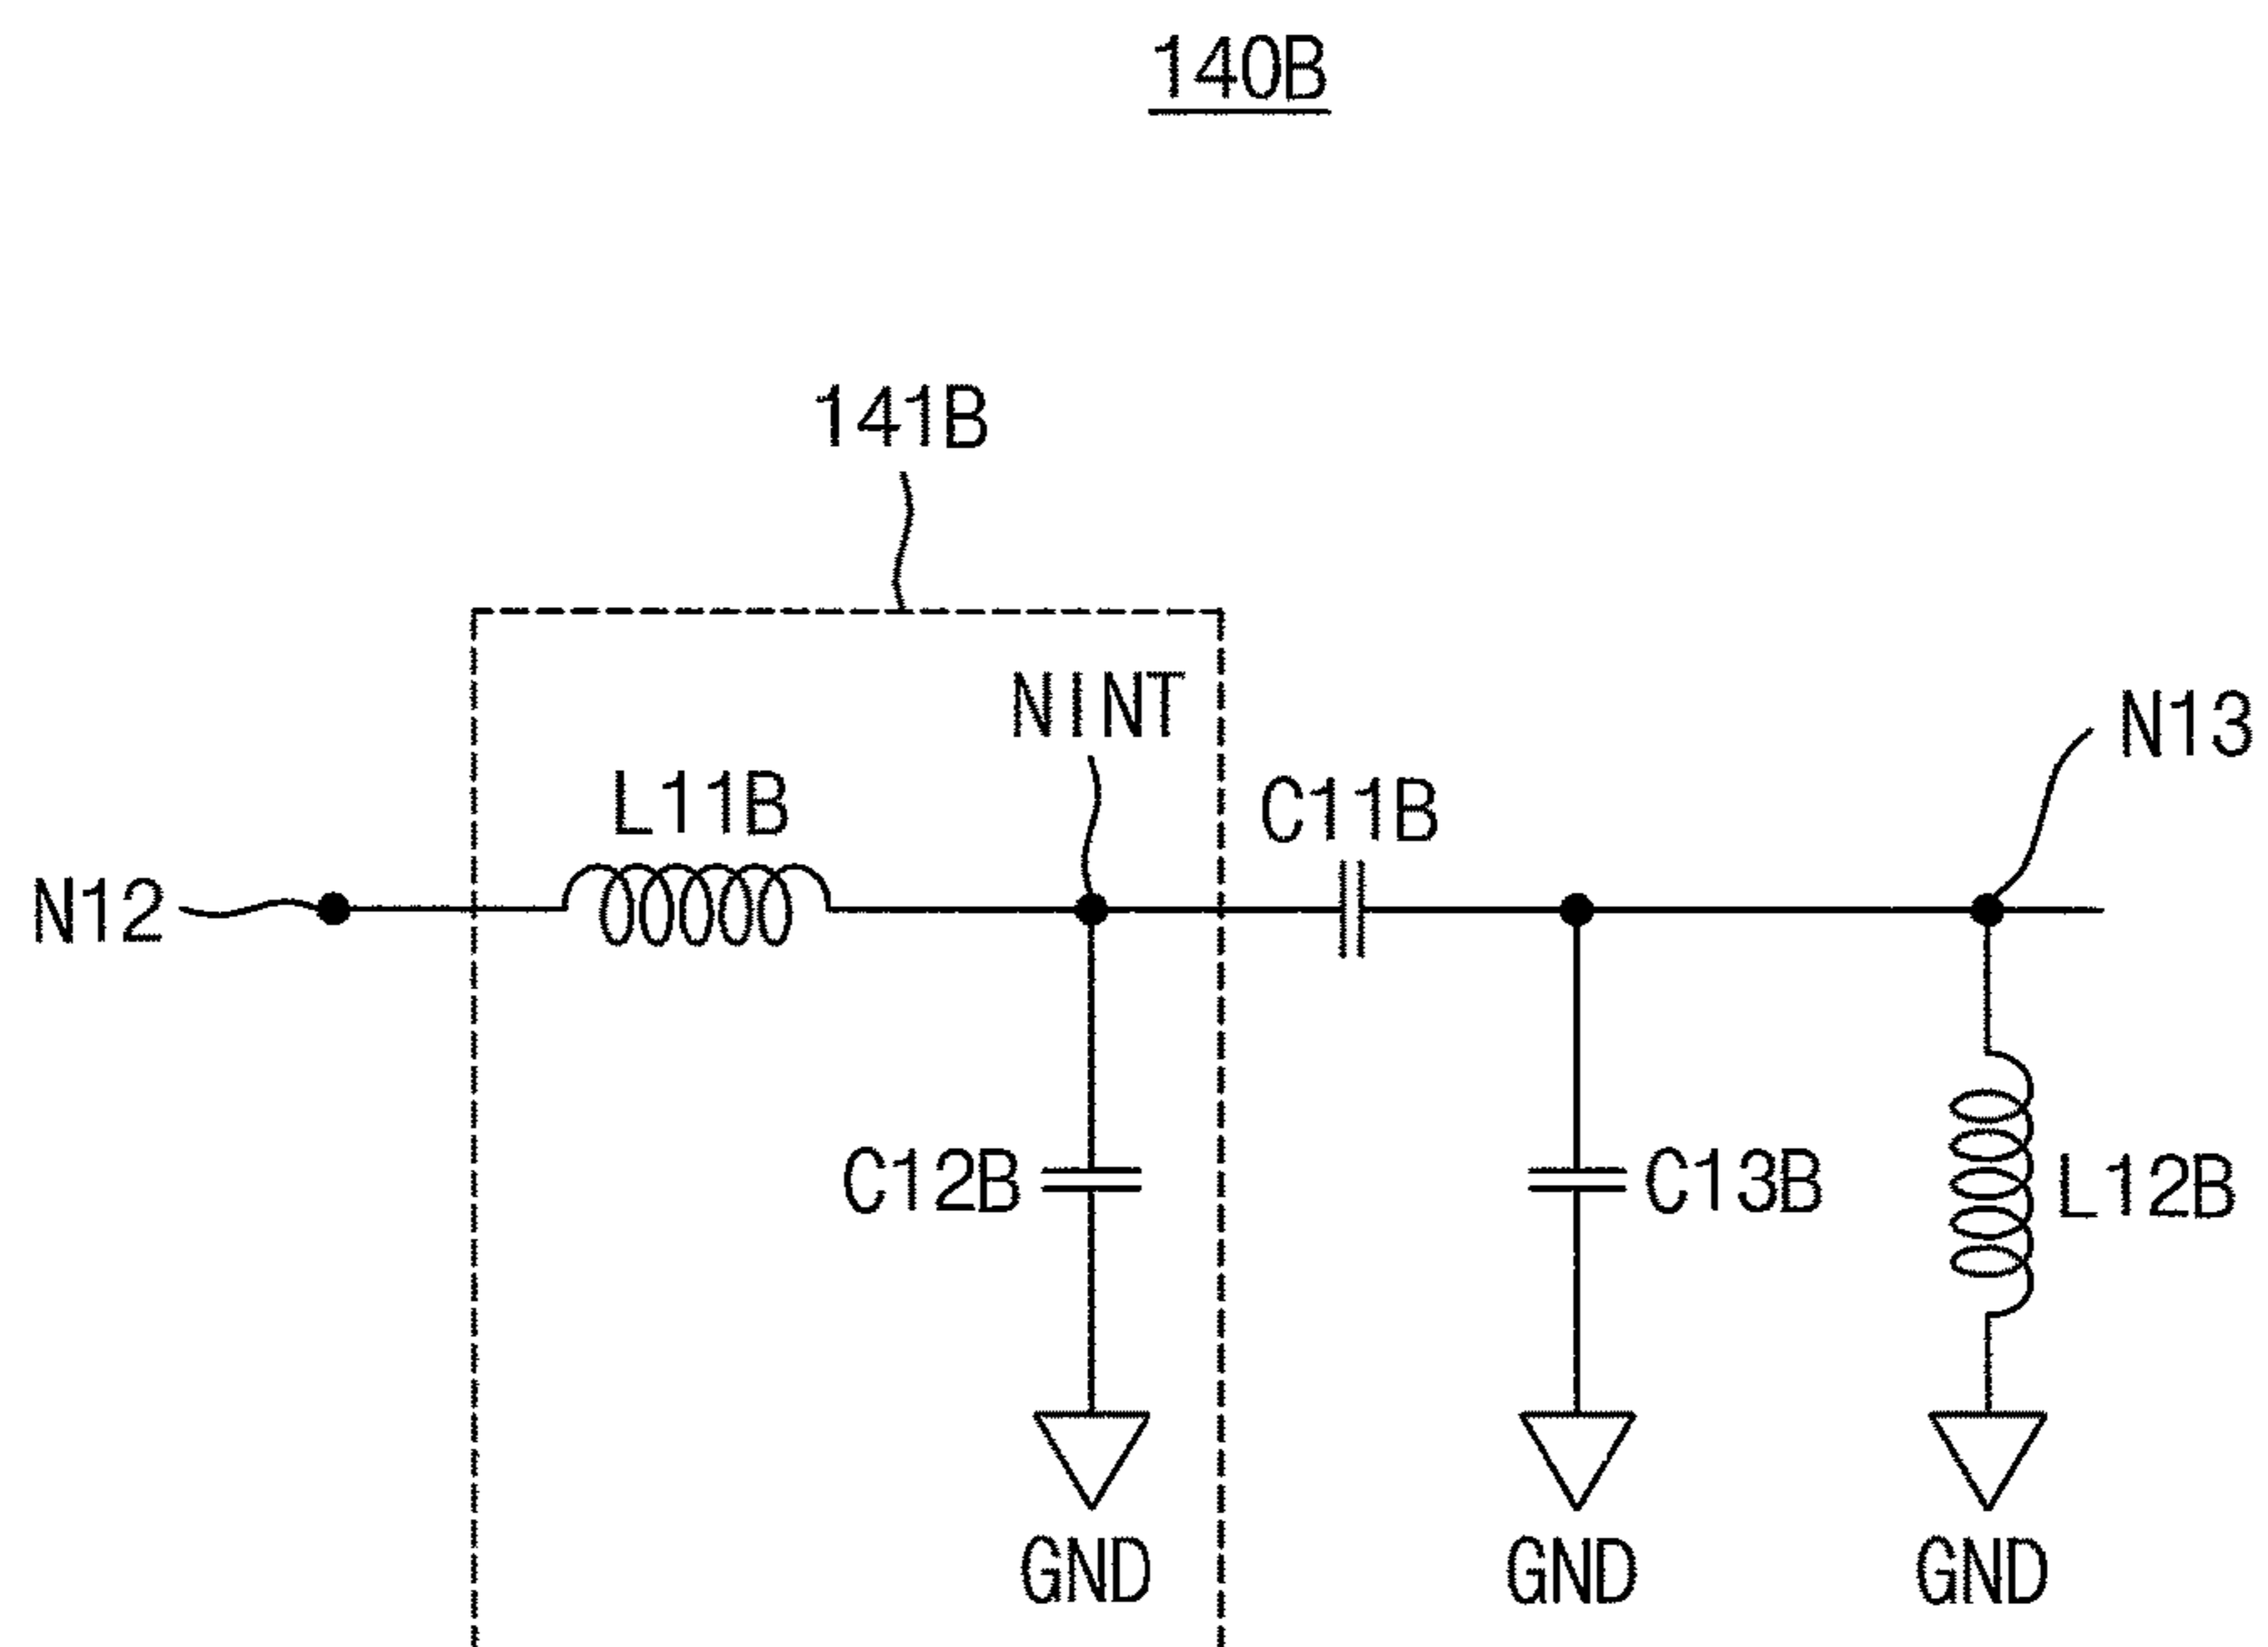 140B
141B
NINT
N13
L11B
C11B
N12
C12B
C13B
L12B
GND
GND
GND